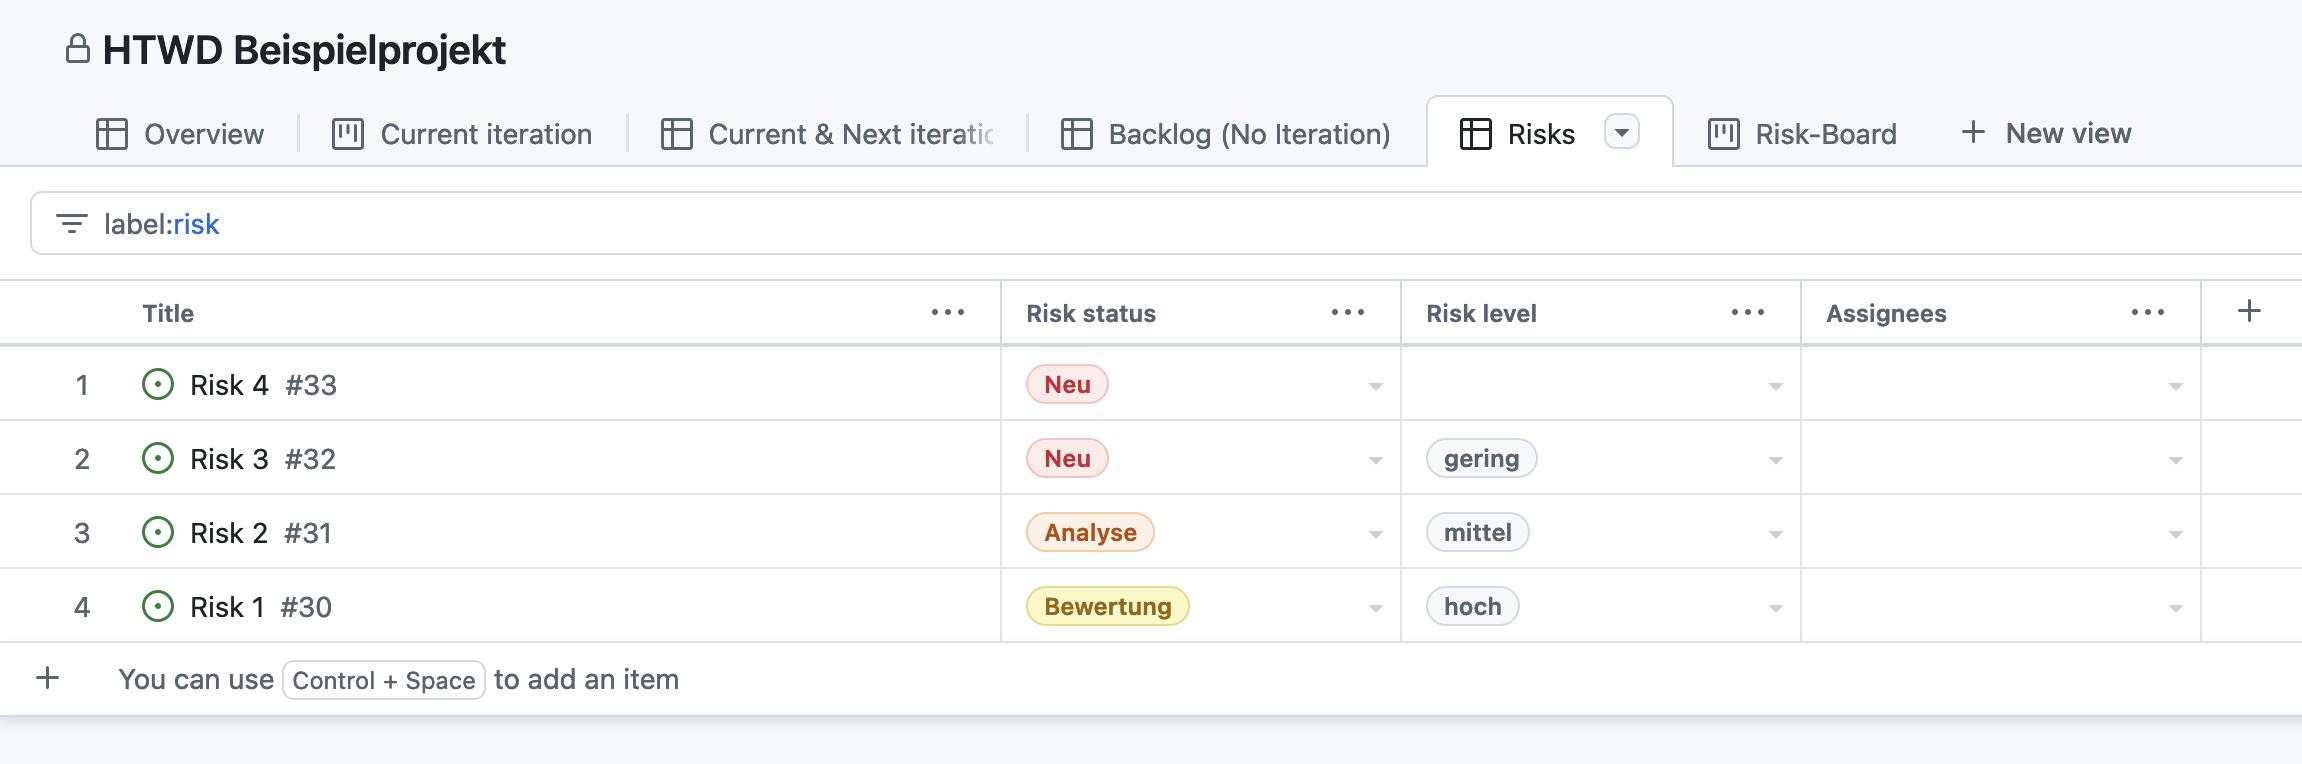 HTWD Beispielprojekt
Overview Current iteration Current & Next iteratio Backlog (No Iteration) Risks Risk-Board + New view
label:risk
Title ··· Risk status ··· Risk level ··· Assignees ··· +
1 Risk 4 #33 Neu
2 Risk 3 #32 Neu gering
3 Risk 2 #31 Analyse mittel
4 Risk 1 #30 Bewertung hoch
+ You can use Control + Space to add an item